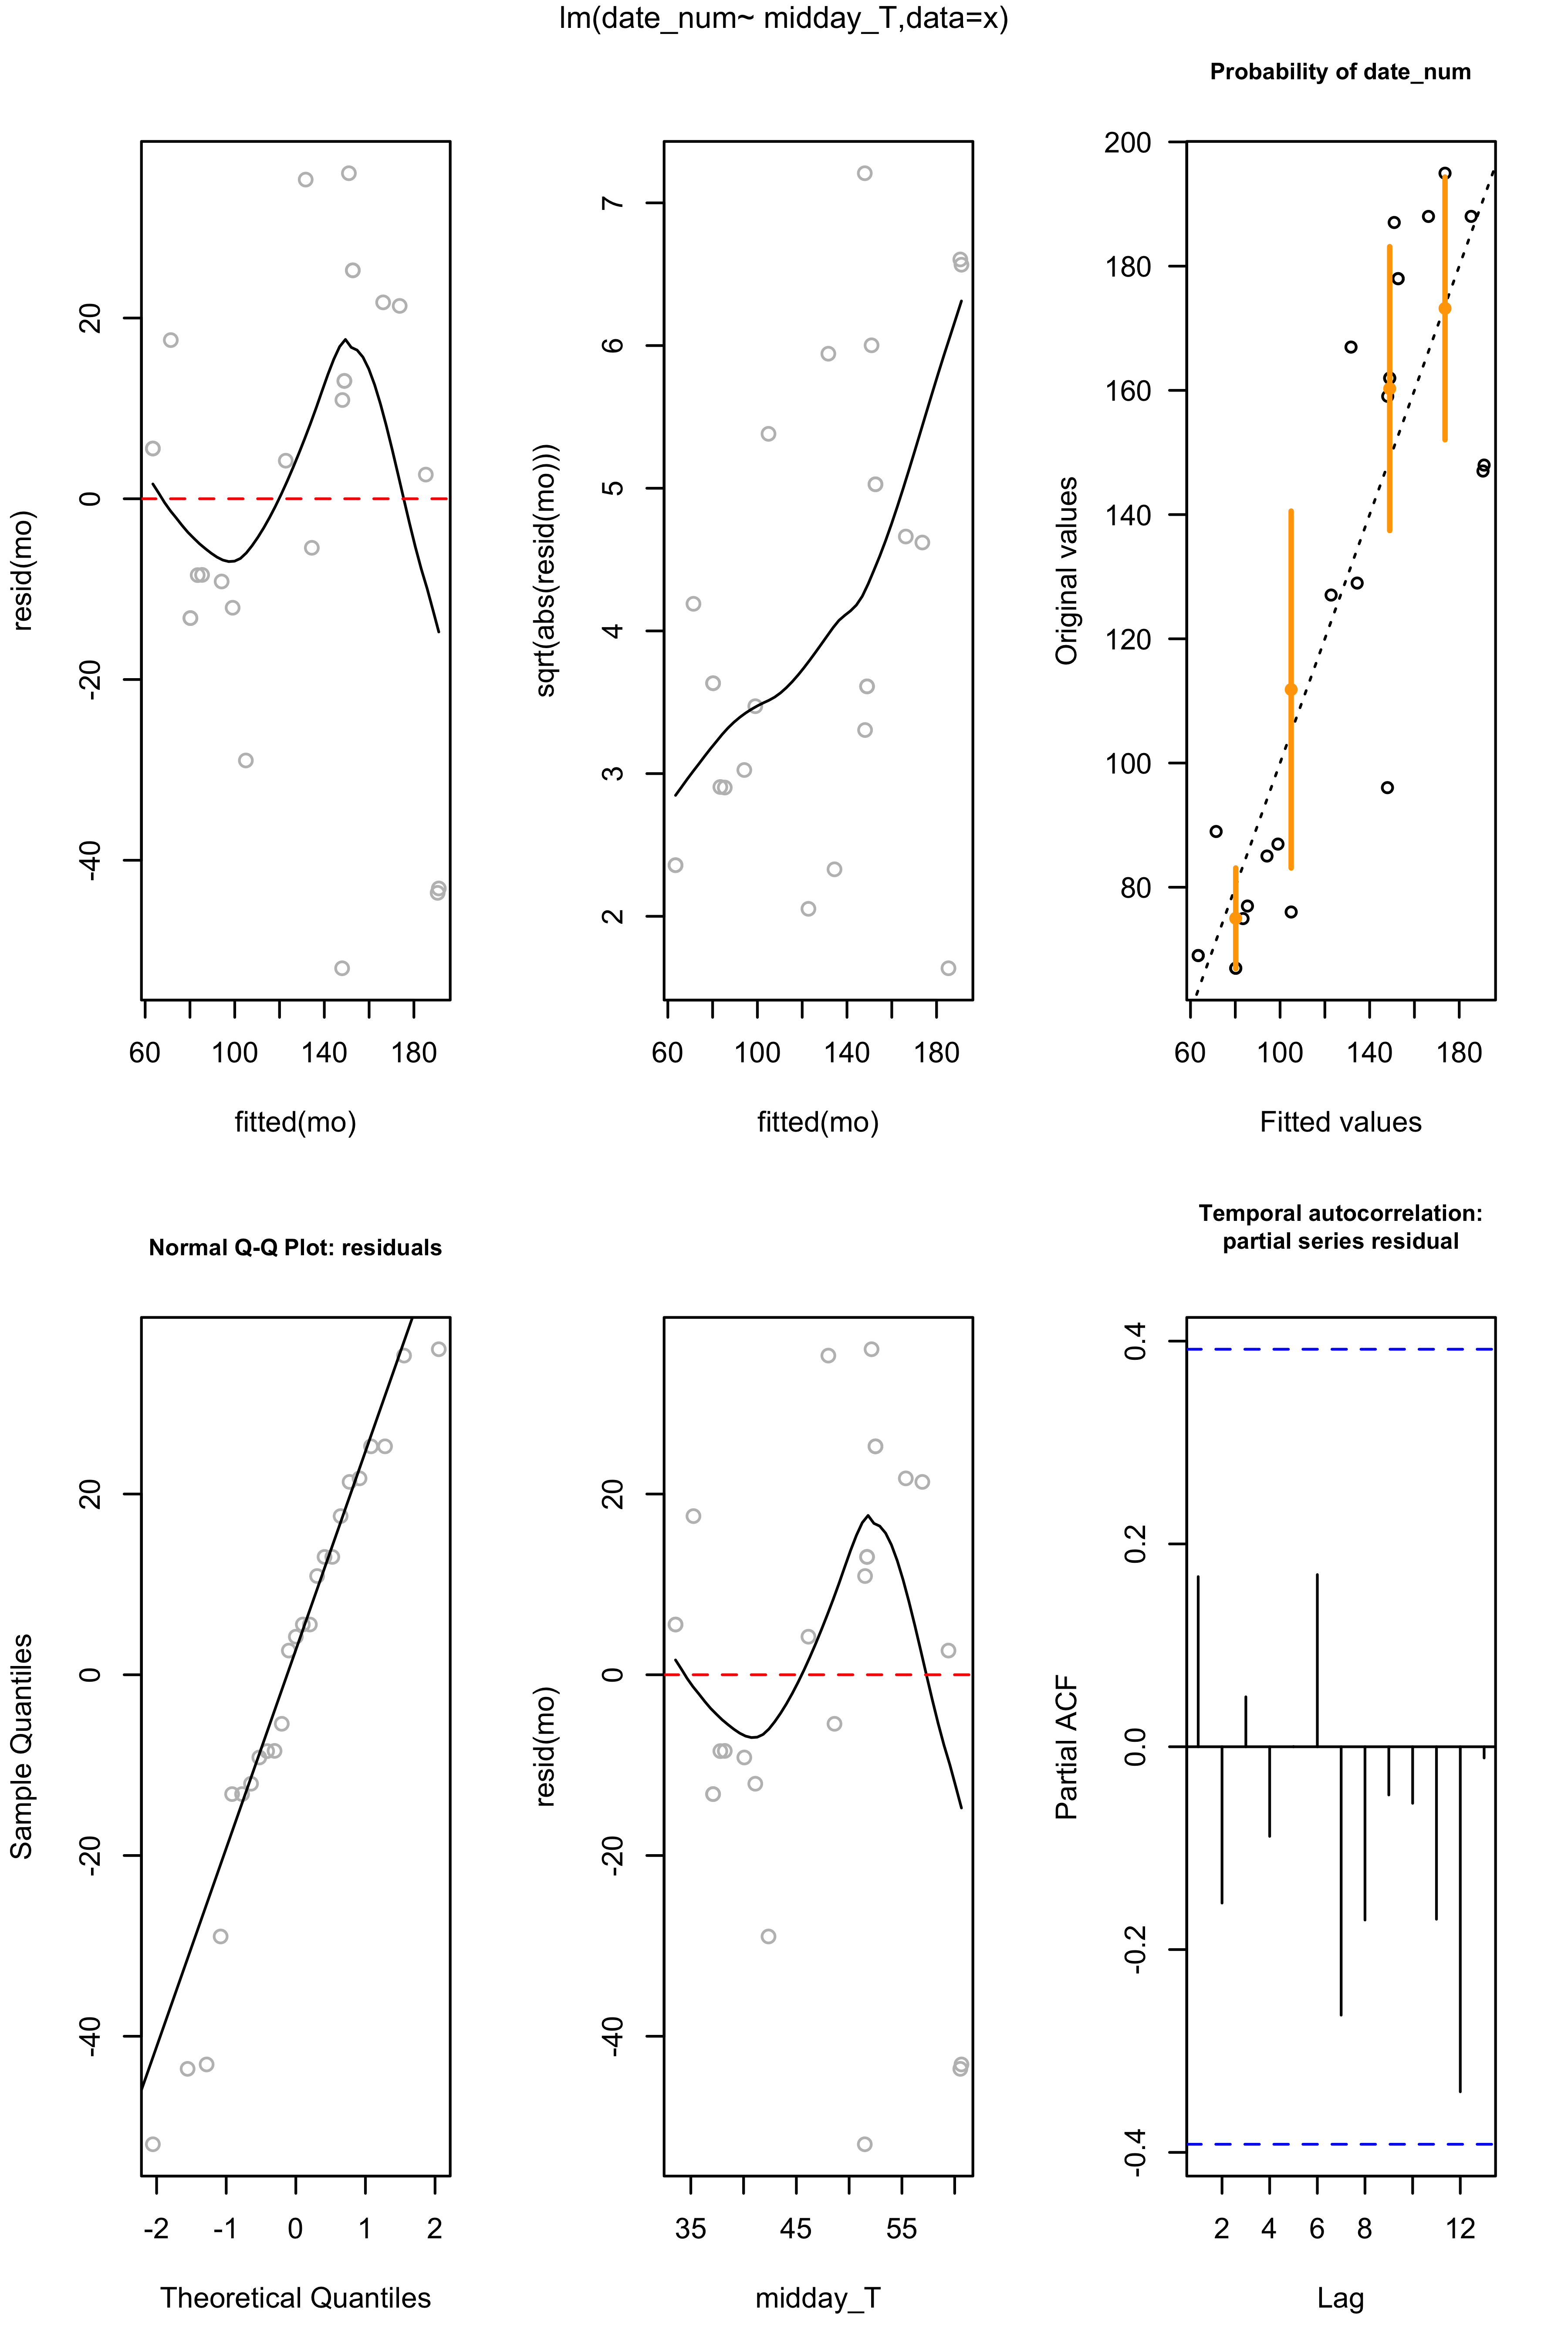 lm(date_num~ midday_T,data=x)
resid(mo)
20
0
-20
-40
60 100 140 180
fitted(mo)
sqrt(abs(resid(mo)))
7
6
5
4
3
2
60 100 140 180
fitted(mo)
Probability of date_num
Original values
200
180
160
140
120
100
80
60 100 140 180
Fitted values
Normal Q-Q Plot: residuals
Sample Quantiles
20
0
-20
-40
-2 -1 0 1 2
Theoretical Quantiles
resid(mo)
20
0
-20
-40
35 45 55
midday_T
Temporal autocorrelation:
partial series residual
Partial ACF
0.4
0.2
0.0
-0.2
-0.4
2 4 6 8 12
Lag